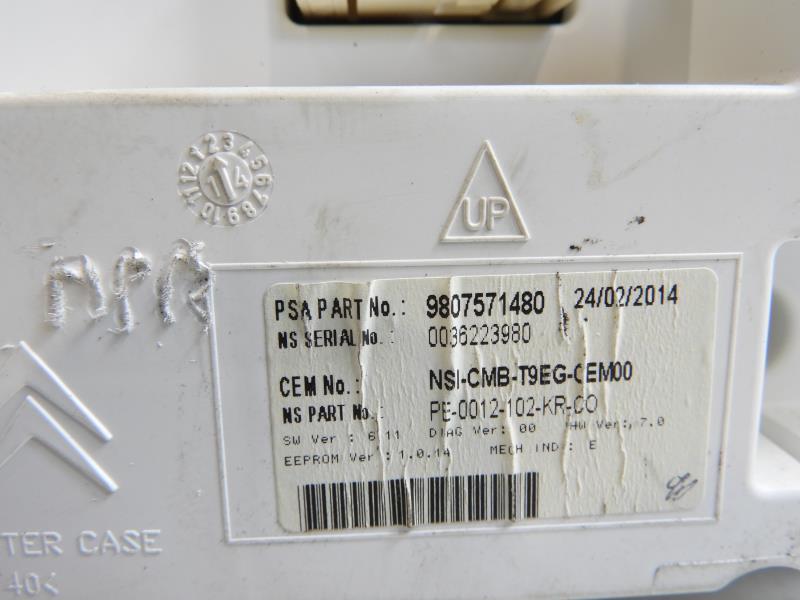 12 1 2 3 4 5 6 7 8 9 10 11
14
UP
PSA PART No.: 9807571480 24/02/2014
NS SERIAL No.: 0036223980
CEM No.: NSI-CMB-T9EG-CEM00
NS PART No.: PE-0012-102-KR-CO
SW Ver : 6.11 DIAG Ver: 00 HW Ver: 7.0
EEPROM Ver : 1.0.14 MECH IND : E
TER CASE